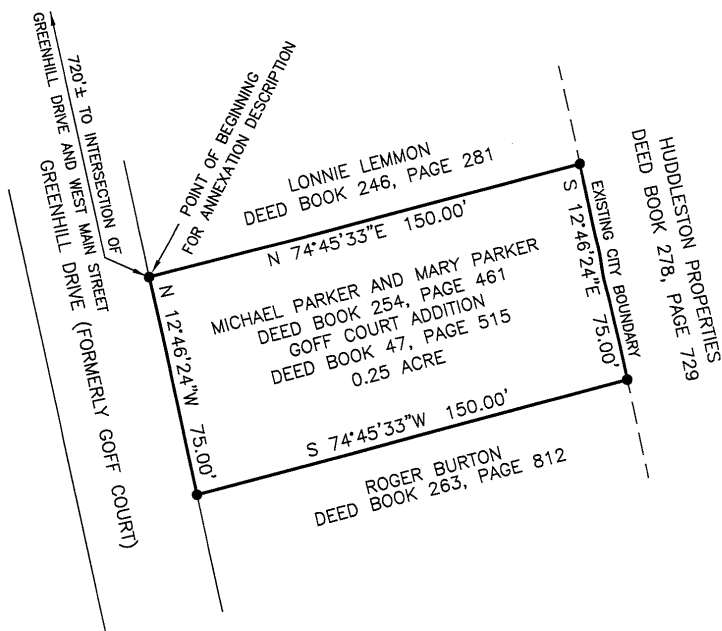 720'± TO INTERSECTION OF
GREENHILL DRIVE AND WEST MAIN STREET
GREENHILL DRIVE (FORMERLY GOFF COURT)
POINT OF BEGINNING
FOR ANNEXATION DESCRIPTION
LONNIE LEMMON
DEED BOOK 246, PAGE 281
N 74°45'33"E 150.00'
HUDDLESTON PROPERTIES
DEED BOOK 278, PAGE 729
EXISTING CITY BOUNDARY
S 12°46'24"E 75.00'
MICHAEL PARKER AND MARY PARKER
DEED BOOK 254, PAGE 461
GOFF COURT ADDITION
DEED BOOK 47, PAGE 515
0.25 ACRE
N 12°46'24"W 75.00'
S 74°45'33"W 150.00'
ROGER BURTON
DEED BOOK 263, PAGE 812